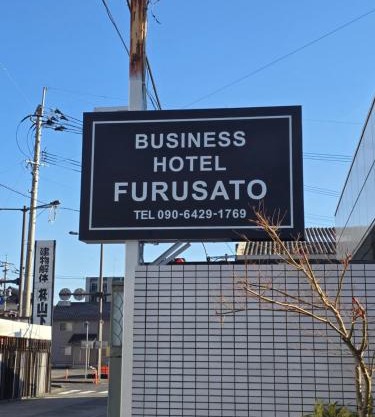 BUSINESS
HOTEL
FURUSATO
TEL 090-6429-1769
建物解体